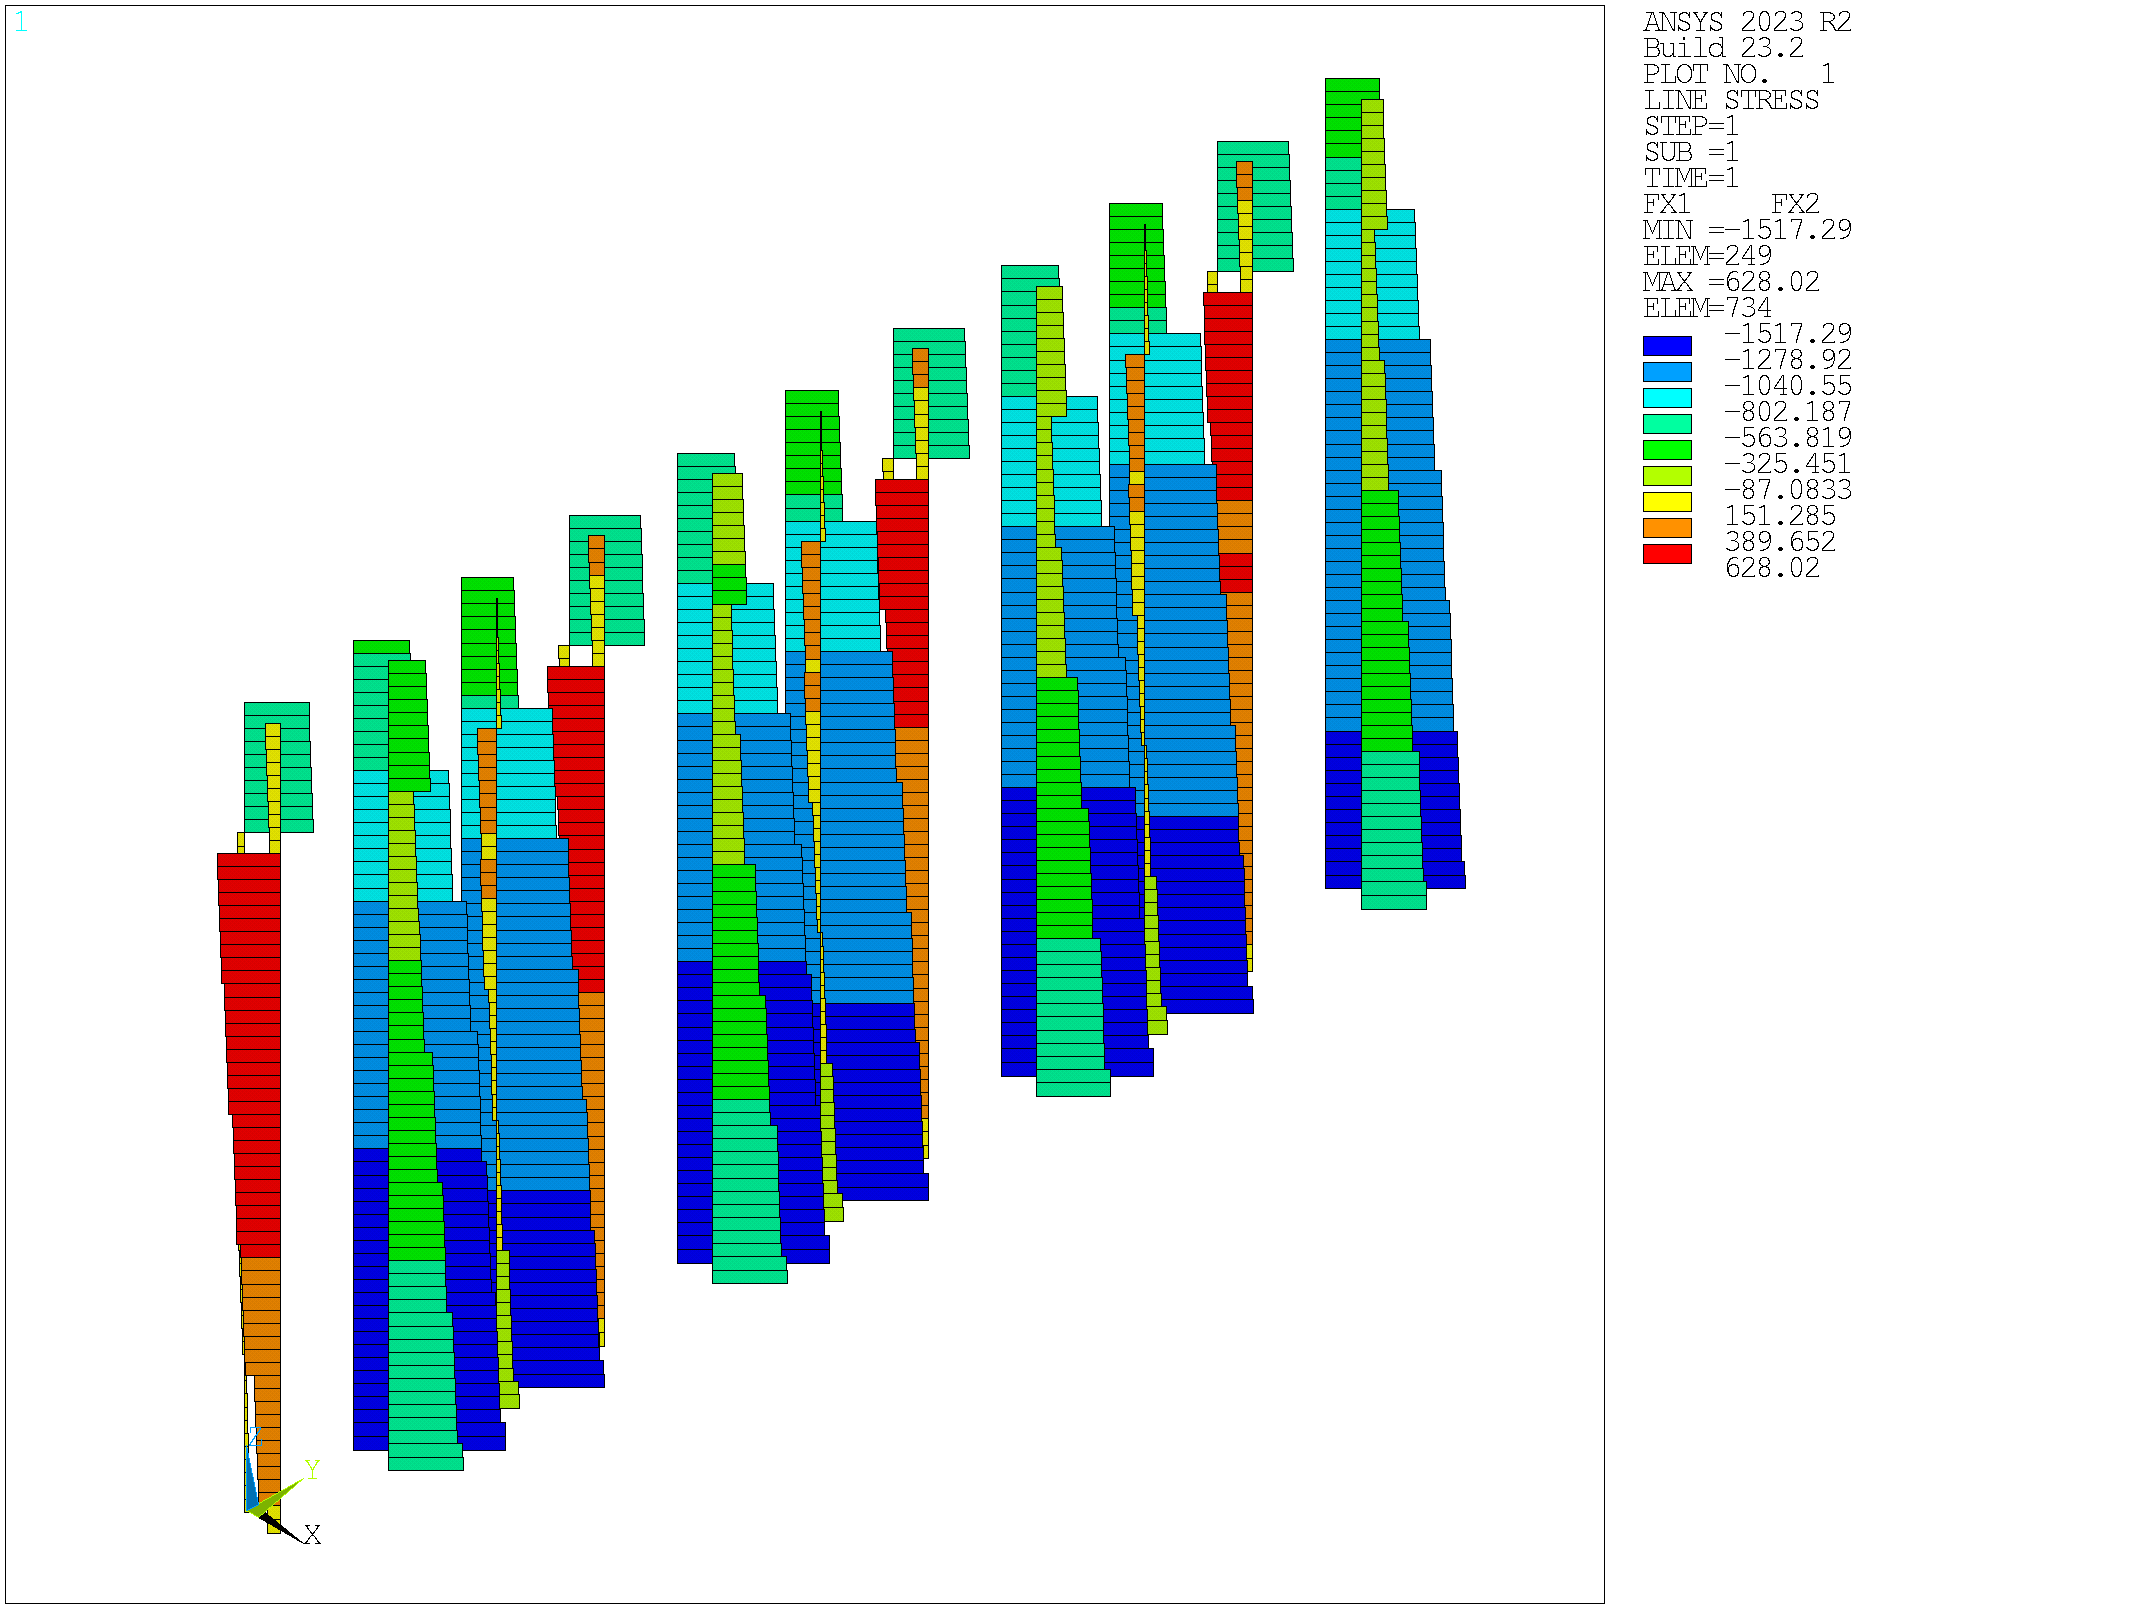 1
ANSYS 2023 R2
Build 23.2
PLOT NO.   1
LINE STRESS
STEP=1
SUB =1
TIME=1
FX1     FX2
MIN =-1517.29
ELEM=249
MAX =628.02
ELEM=734
-1517.29
-1278.92
-1040.55
-802.187
-563.819
-325.451
-87.0833
151.285
389.652
628.02
Z
Y
X